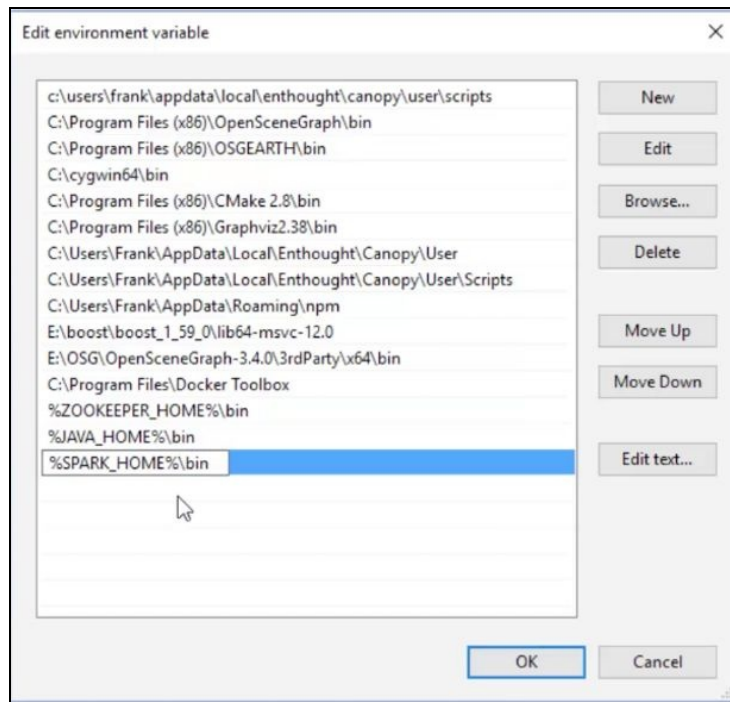 Edit environment variable
c:\users\frank\appdata\local\enthought\canopy\user\scripts
C:\Program Files (x86)\OpenSceneGraph\bin
C:\Program Files (x86)\OSGEARTH\bin
C:\cygwin64\bin
C:\Program Files (x86)\CMake 2.8\bin
C:\Program Files (x86)\Graphviz2.38\bin
C:\Users\Frank\AppData\Local\Enthought\Canopy\User
C:\Users\Frank\AppData\Local\Enthought\Canopy\User\Scripts
C:\Users\Frank\AppData\Roaming\npm
E:\boost\boost_1_59_0\lib64-msvc-12.0
E:\OSG\OpenSceneGraph-3.4.0\3rdParty\x64\bin
C:\Program Files\Docker Toolbox
%ZOOKEEPER_HOME%\bin
%JAVA_HOME%\bin
%SPARK_HOME%\bin
New
Edit
Browse...
Delete
Move Up
Move Down
Edit text...
OK
Cancel